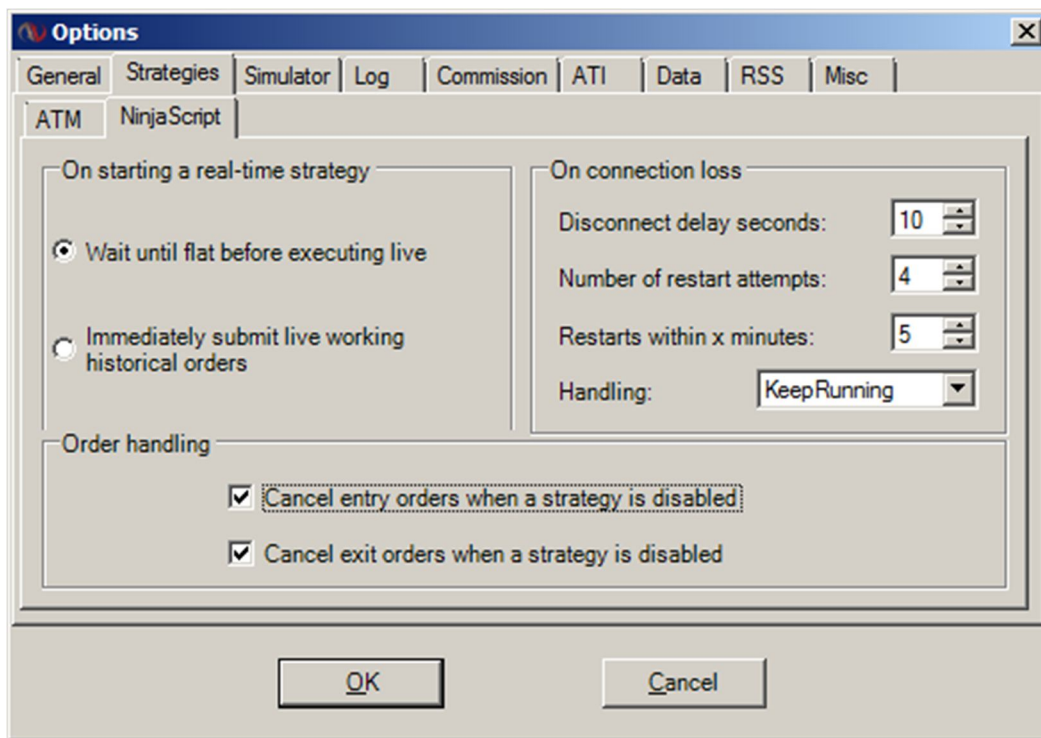 Options
General Strategies Simulator Log Commission ATI Data RSS Misc
ATM NinjaScript
On starting a real-time strategy
Wait until flat before executing live
Immediately submit live working
historical orders
On connection loss
Disconnect delay seconds: 10
Number of restart attempts: 4
Restarts within x minutes: 5
Handling: KeepRunning
Order handling
Cancel entry orders when a strategy is disabled
Cancel exit orders when a strategy is disabled
OK Cancel